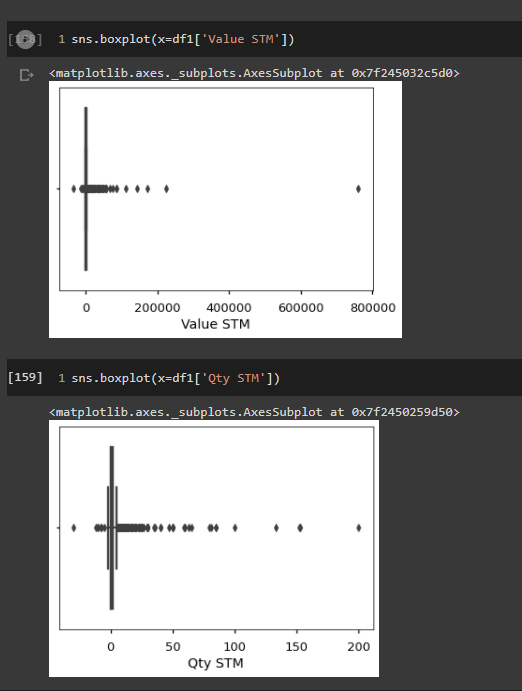 [158] 1 sns.boxplot(x=df1['Value STM'])
<matplotlib.axes._subplots.AxesSubplot at 0x7f245032c5d0>
0 200000 400000 600000 800000
Value STM
[159] 1 sns.boxplot(x=df1['Qty STM'])
<matplotlib.axes._subplots.AxesSubplot at 0x7f2450259d50>
0 50 100 150 200
Qty STM